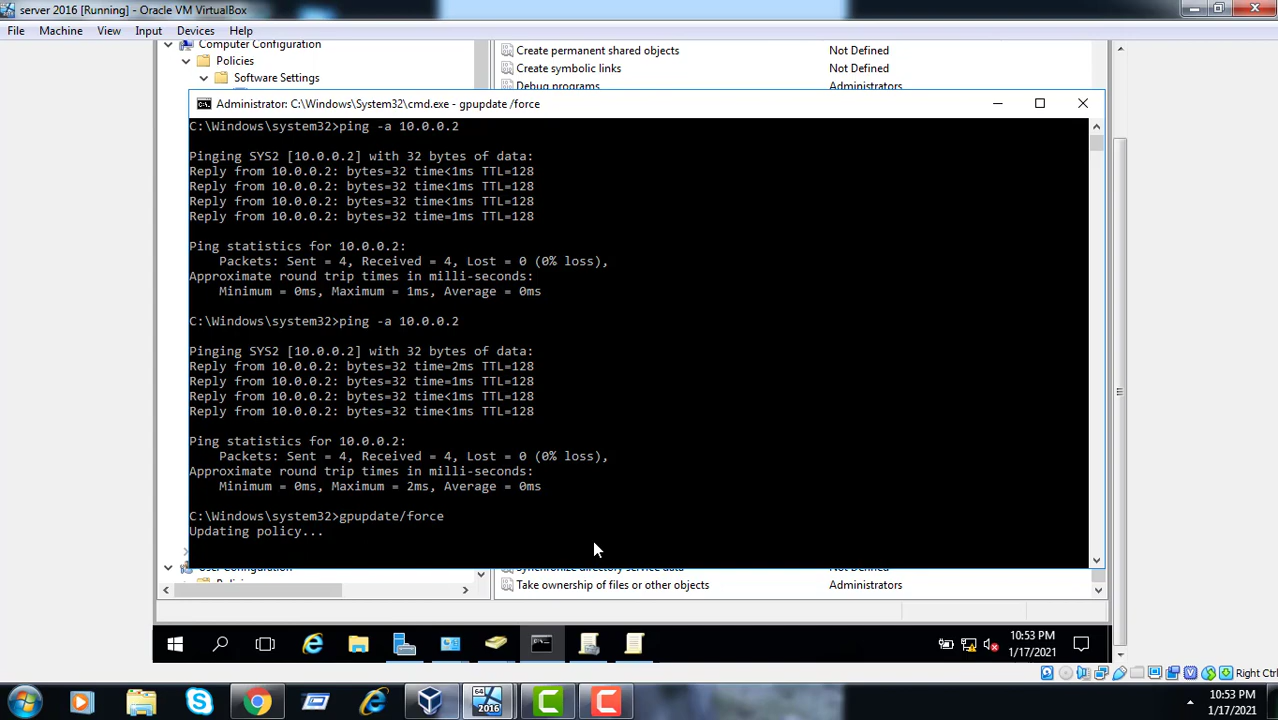 server 2016 [Running] - Oracle VM VirtualBox
File Machine View Input Devices Help
Computer Configuration
Policies
Software Settings
Create permanent shared objects Not Defined
Create symbolic links Not Defined
Debug programs Administrators
Administrator: C:\Windows\System32\cmd.exe - gpupdate /force
C:\Windows\system32>ping -a 10.0.0.2
Pinging SYS2 [10.0.0.2] with 32 bytes of data:
Reply from 10.0.0.2: bytes=32 time<1ms TTL=128
Reply from 10.0.0.2: bytes=32 time<1ms TTL=128
Reply from 10.0.0.2: bytes=32 time<1ms TTL=128
Reply from 10.0.0.2: bytes=32 time=1ms TTL=128
Ping statistics for 10.0.0.2:
Packets: Sent = 4, Received = 4, Lost = 0 (0% loss),
Approximate round trip times in milli-seconds:
Minimum = 0ms, Maximum = 1ms, Average = 0ms
C:\Windows\system32>ping -a 10.0.0.2
Pinging SYS2 [10.0.0.2] with 32 bytes of data:
Reply from 10.0.0.2: bytes=32 time=2ms TTL=128
Reply from 10.0.0.2: bytes=32 time=1ms TTL=128
Reply from 10.0.0.2: bytes=32 time<1ms TTL=128
Reply from 10.0.0.2: bytes=32 time<1ms TTL=128
Ping statistics for 10.0.0.2:
Packets: Sent = 4, Received = 4, Lost = 0 (0% loss),
Approximate round trip times in milli-seconds:
Minimum = 0ms, Maximum = 2ms, Average = 0ms
C:\Windows\system32>gpupdate/force
Updating policy...
User Configuration
Synchronize directory service data Not Defined
Take ownership of files or other objects Administrators
10:53 PM
1/17/2021
Right Ctrl
64
2016
10:53 PM
1/17/2021